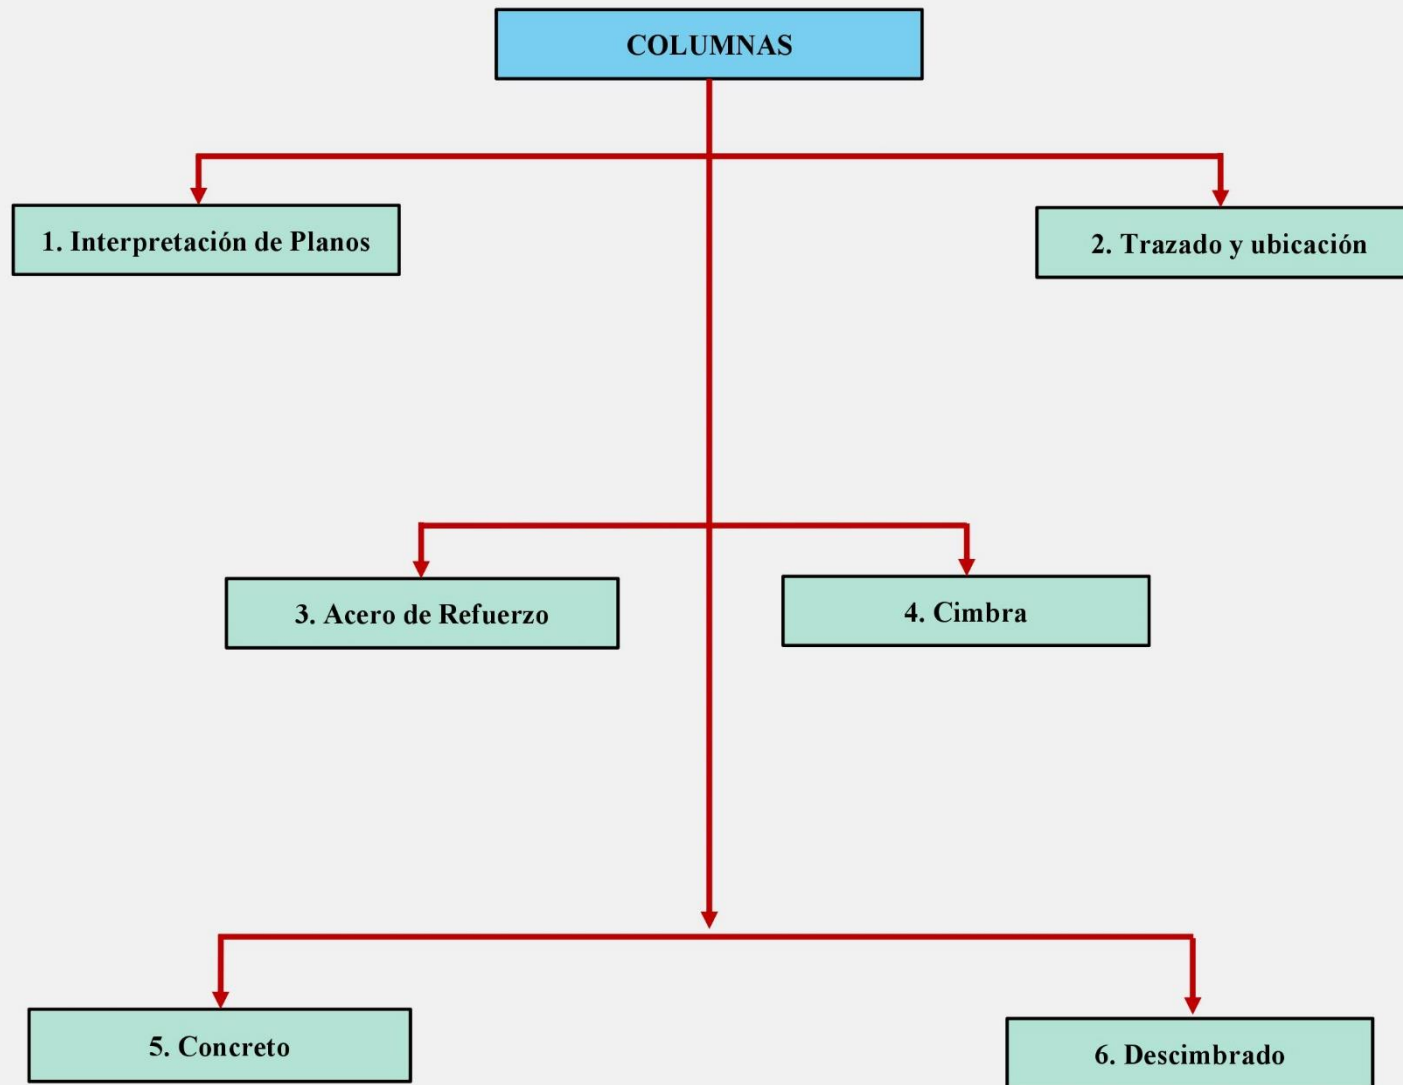 COLUMNAS
1. Interpretación de Planos
2. Trazado y ubicación
3. Acero de Refuerzo
4. Cimbra
5. Concreto
6. Descimbrado